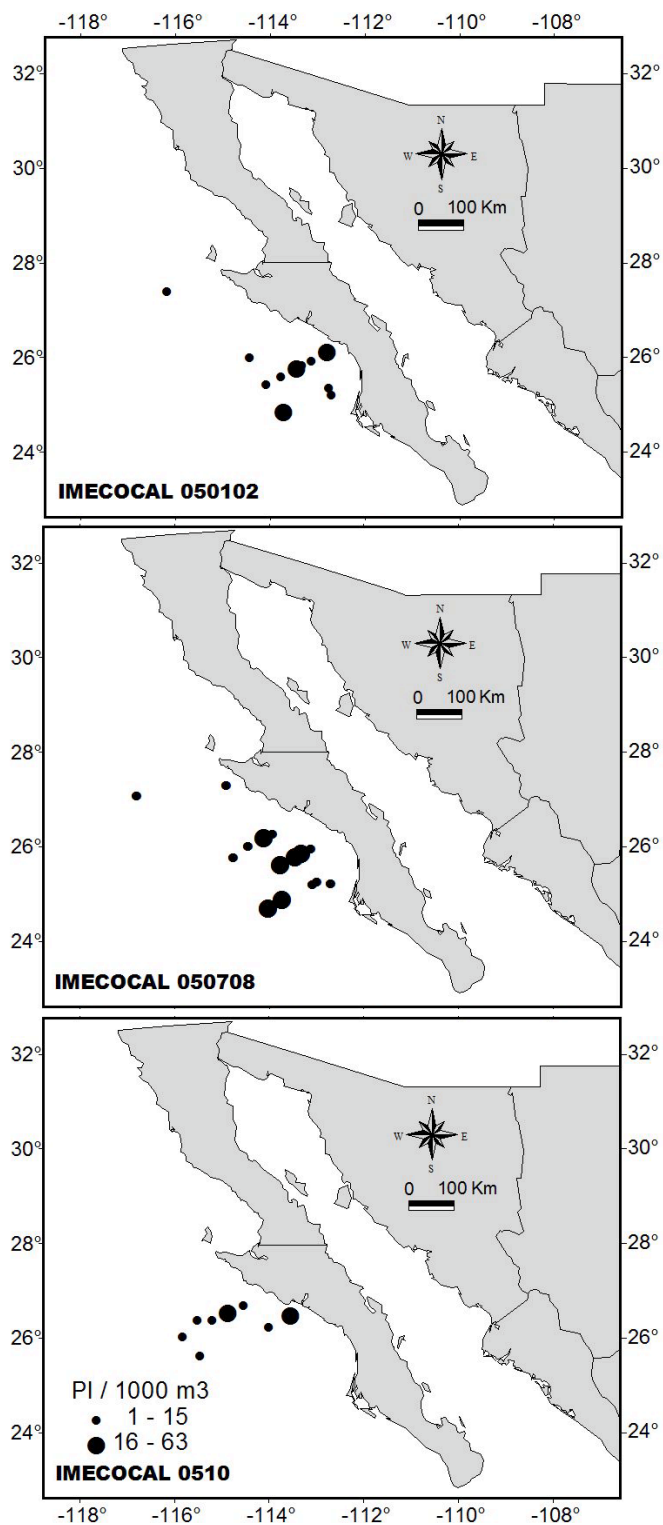 -118° -116° -114° -112° -110° -108°
32° 32°
N
30° W E 30°
S
0 100 Km
28° 28°
26° 26°
24° 24°
IMECOCAL 050102
32° 32°
N
30° W E 30°
S
0 100 Km
28° 28°
26° 26°
24° 24°
IMECOCAL 050708
32° 32°
N
30° W E 30°
S
0 100 Km
28° 28°
26° 26°
PI / 1000 m3
1 - 15
24° 16 - 63 24°
IMECOCAL 0510
-118° -116° -114° -112° -110° -108°